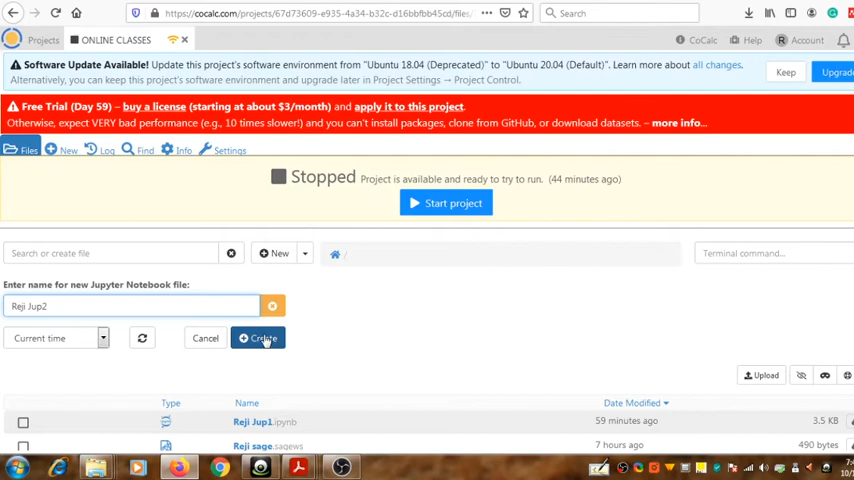 https://cocalc.com/projects/67d73609-e935-4a34-b32c-d16bbfbb45cd/files/
Search
Projects
ONLINE CLASSES
CoCalc
Help
R Account
Software Update Available! Update this project's software environment from "Ubuntu 18.04 (Deprecated)" to "Ubuntu 20.04 (Default)". Learn more about all changes.
Alternatively, you can keep this project's software environment and upgrade later in Project Settings → Project Control.
Keep
Upgrade
Free Trial (Day 59) – buy a license (starting at about $3/month) and apply it to this project.
Otherwise, expect VERY bad performance (e.g., 10 times slower!) and you can't install packages, clone from GitHub, or download datasets. – more info...
Files
New
Log
Find
Info
Settings
Stopped Project is available and ready to try to run. (44 minutes ago)
Start project
Search or create file
New
/
Terminal command...
Enter name for new Jupyter Notebook file:
Reji Jup2
Current time
Cancel
Create
Upload
Type
Name
Date Modified
Reji Jup1.ipynb
59 minutes ago
3.5 KB
Reji sage.sagews
7 hours ago
490 bytes